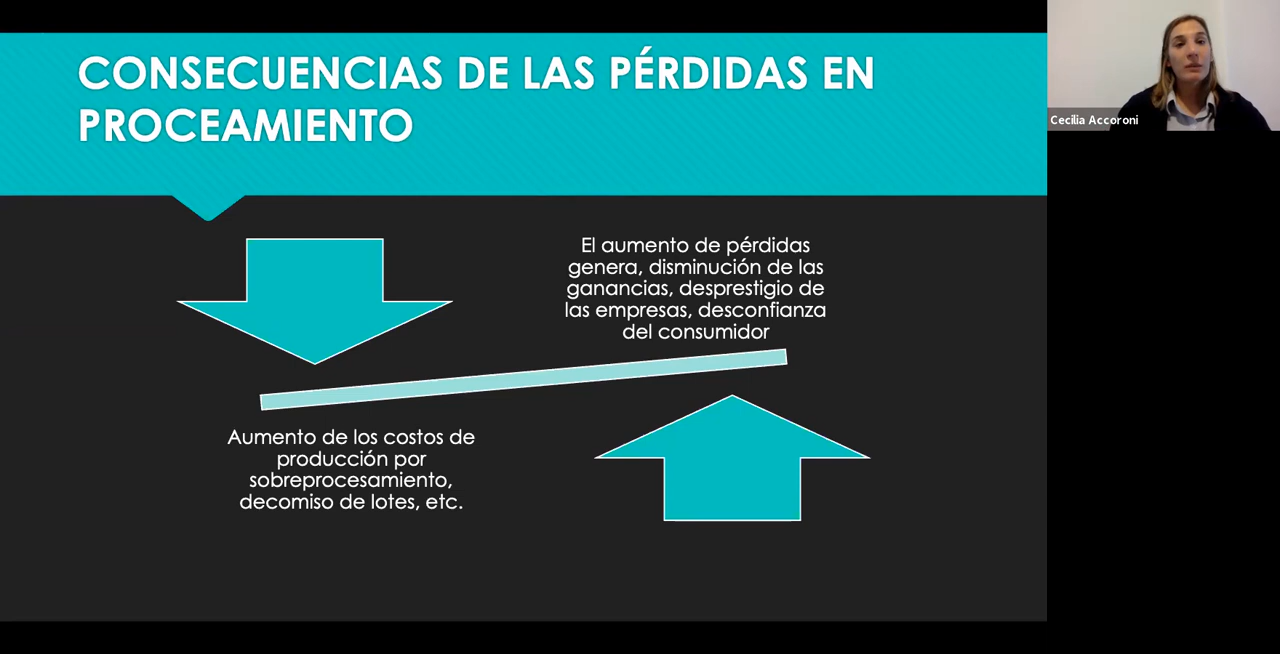 CONSECUENCIAS DE LAS PÉRDIDAS EN
PROCEAMIENTO
Cecilia Accoroni
El aumento de pérdidas
genera, disminución de las
ganancias, desprestigio de
las empresas, desconfianza
del consumidor
Aumento de los costos de
producción por
sobreprocesamiento,
decomiso de lotes, etc.